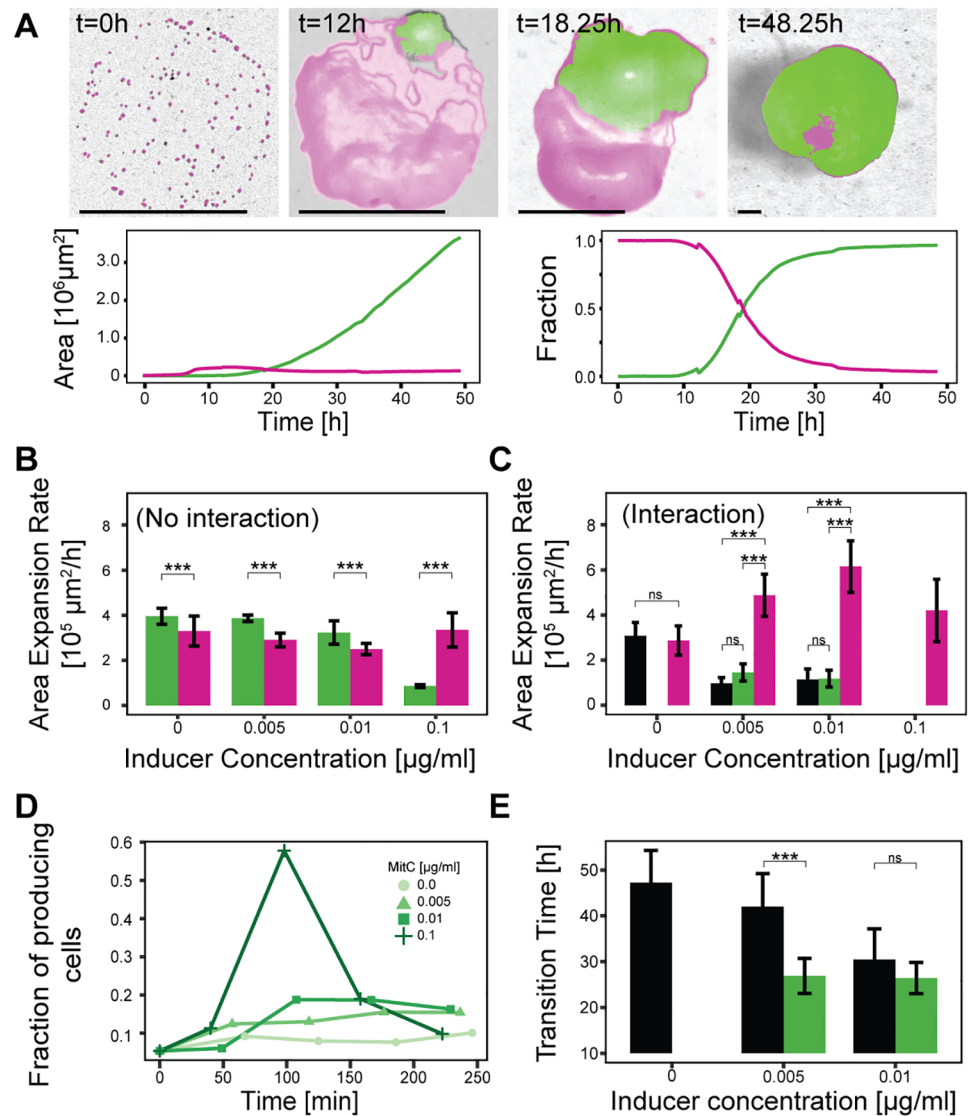 A
t=0h
t=12h
t=18.25h
t=48.25h
Area [10⁶µm²]
3.0
2.0
1.0
0
0
10
20
30
40
50
Time [h]
Fraction
1.0
0.5
0.0
0
10
20
30
40
50
Time [h]
B
Area Expansion Rate
[10⁵ µm²/h]
(No interaction)
8
6
4
2
0
***
***
***
***
0
0.005
0.01
0.1
Inducer Concentration [µg/ml]
C
Area Expansion Rate
[10⁵ µm²/h]
(Interaction)
8
6
4
2
0
ns
***
***
ns
***
***
ns
0
0.005
0.01
0.1
Inducer Concentration [µg/ml]
D
Fraction of producing
cells
0.6
0.5
0.4
0.3
0.2
0.1
MitC [µg/ml]
0.0
0.005
0.01
0.1
0
50
100
150
200
250
Time [min]
E
Transition Time [h]
50
40
30
20
10
***
ns
0
0.005
0.01
Inducer concentration [µg/ml]